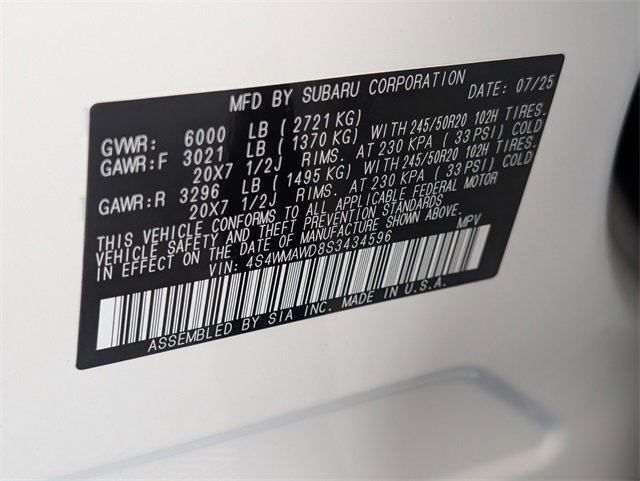 MFD BY SUBARU CORPORATION DATE: 07/25
GVWR: 6000 LB ( 2721 KG)
GAWR:F 3021 LB ( 1370 KG) WITH 245/50R20 102H TIRES.
20X7 1/2J RIMS. AT 230 KPA ( 33 PSI) COLD
GAWR:R 3296 LB ( 1495 KG) WITH 245/50R20 102H TIRES.
20X7 1/2J RIMS. AT 230 KPA ( 33 PSI) COLD
THIS VEHICLE CONFORMS TO ALL APPLICABLE FEDERAL MOTOR
VEHICLE SAFETY AND THEFT PREVENTION STANDARDS
IN EFFECT ON THE DATE OF MANUFACTURE SHOWN ABOVE.
VIN: 4S4WMAWD8S3434596 MPV
ASSEMBLED BY SIA INC. MADE IN U.S.A.